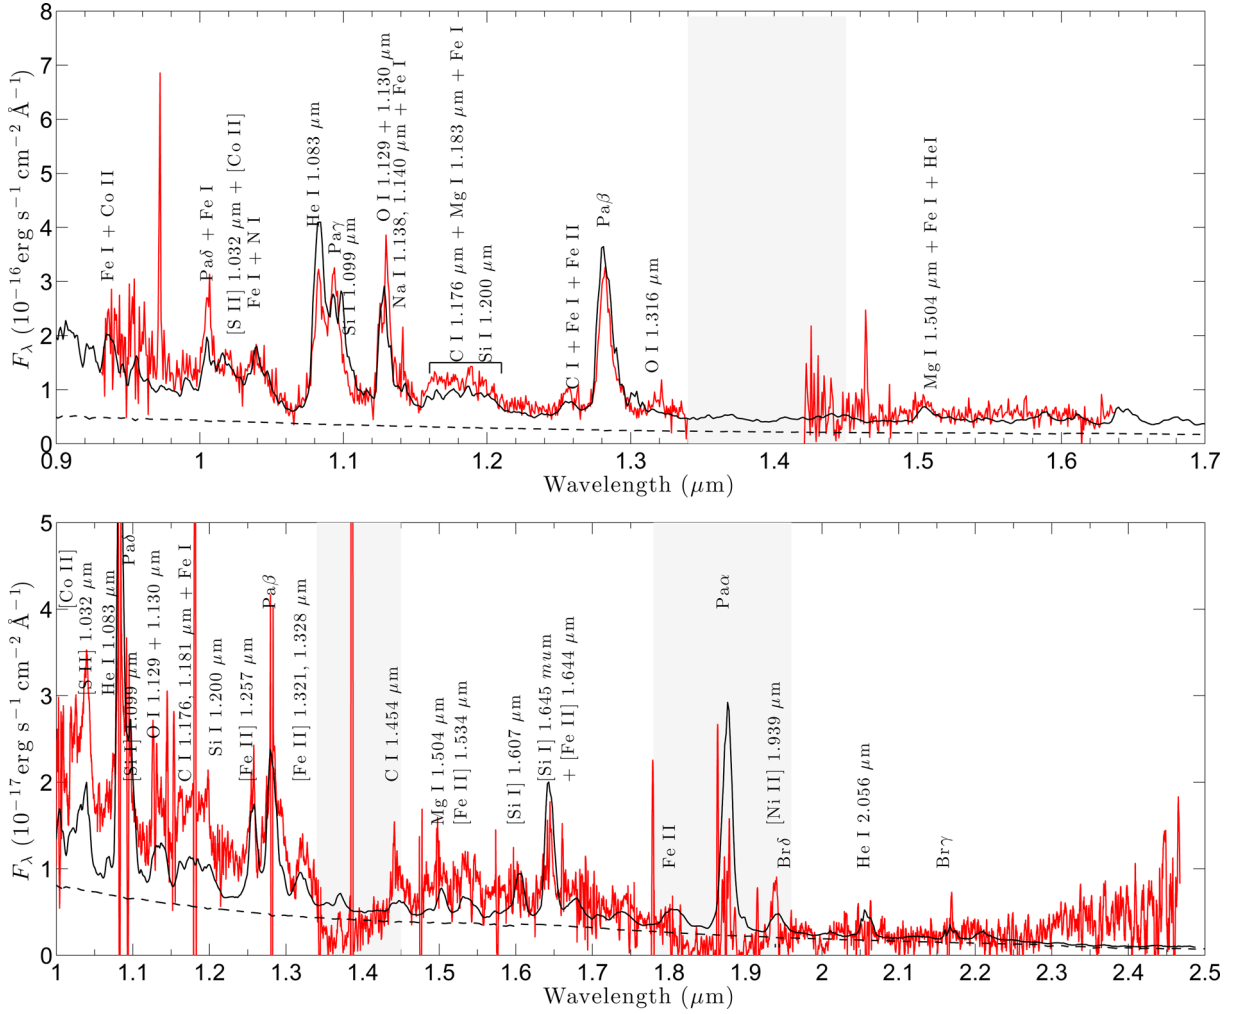 8
7
6
5
4
3
2
1
0
F_λ (10^−16 erg s^−1 cm^−2 Å^−1)
Fe I + Co II
Paδ + Fe I
[S II] 1.032 μm + [Co II]
Fe I + N I
He I 1.083 μm
Paγ
Si I 1.099 μm
O I 1.129 + 1.130 μm
Na I 1.138, 1.140 μm + Fe I
C I 1.176 μm + Mg I 1.183 μm + Fe I
Si I 1.200 μm
C I + Fe I + Fe II
Paβ
O I 1.316 μm
Mg I 1.504 μm + Fe I + HeI
0.9 1 1.1 1.2 1.3 1.4 1.5 1.6 1.7
Wavelength (μm)
5
4
3
2
1
0
F_λ (10^−17 erg s^−1 cm^−2 Å^−1)
[Co II]
[S II] 1.032 μm
He I 1.083 μm
Paδ
[S I] 1.099 μm
O I 1.129 + 1.130 μm
C I 1.176, 1.181 μm + Fe I
Si I 1.200 μm
[Fe II] 1.257 μm
Paβ
[Fe II] 1.321, 1.328 μm
C I 1.454 μm
Mg I 1.504 μm
[Fe II] 1.534 μm
[Si I] 1.607 μm
[Si I] 1.645 mum
+ [Fe II] 1.644 μm
Fe II
Paα
[Ni II] 1.939 μm
Brδ
He I 2.056 μm
Brγ
1 1.1 1.2 1.3 1.4 1.5 1.6 1.7 1.8 1.9 2 2.1 2.2 2.3 2.4 2.5
Wavelength (μm)